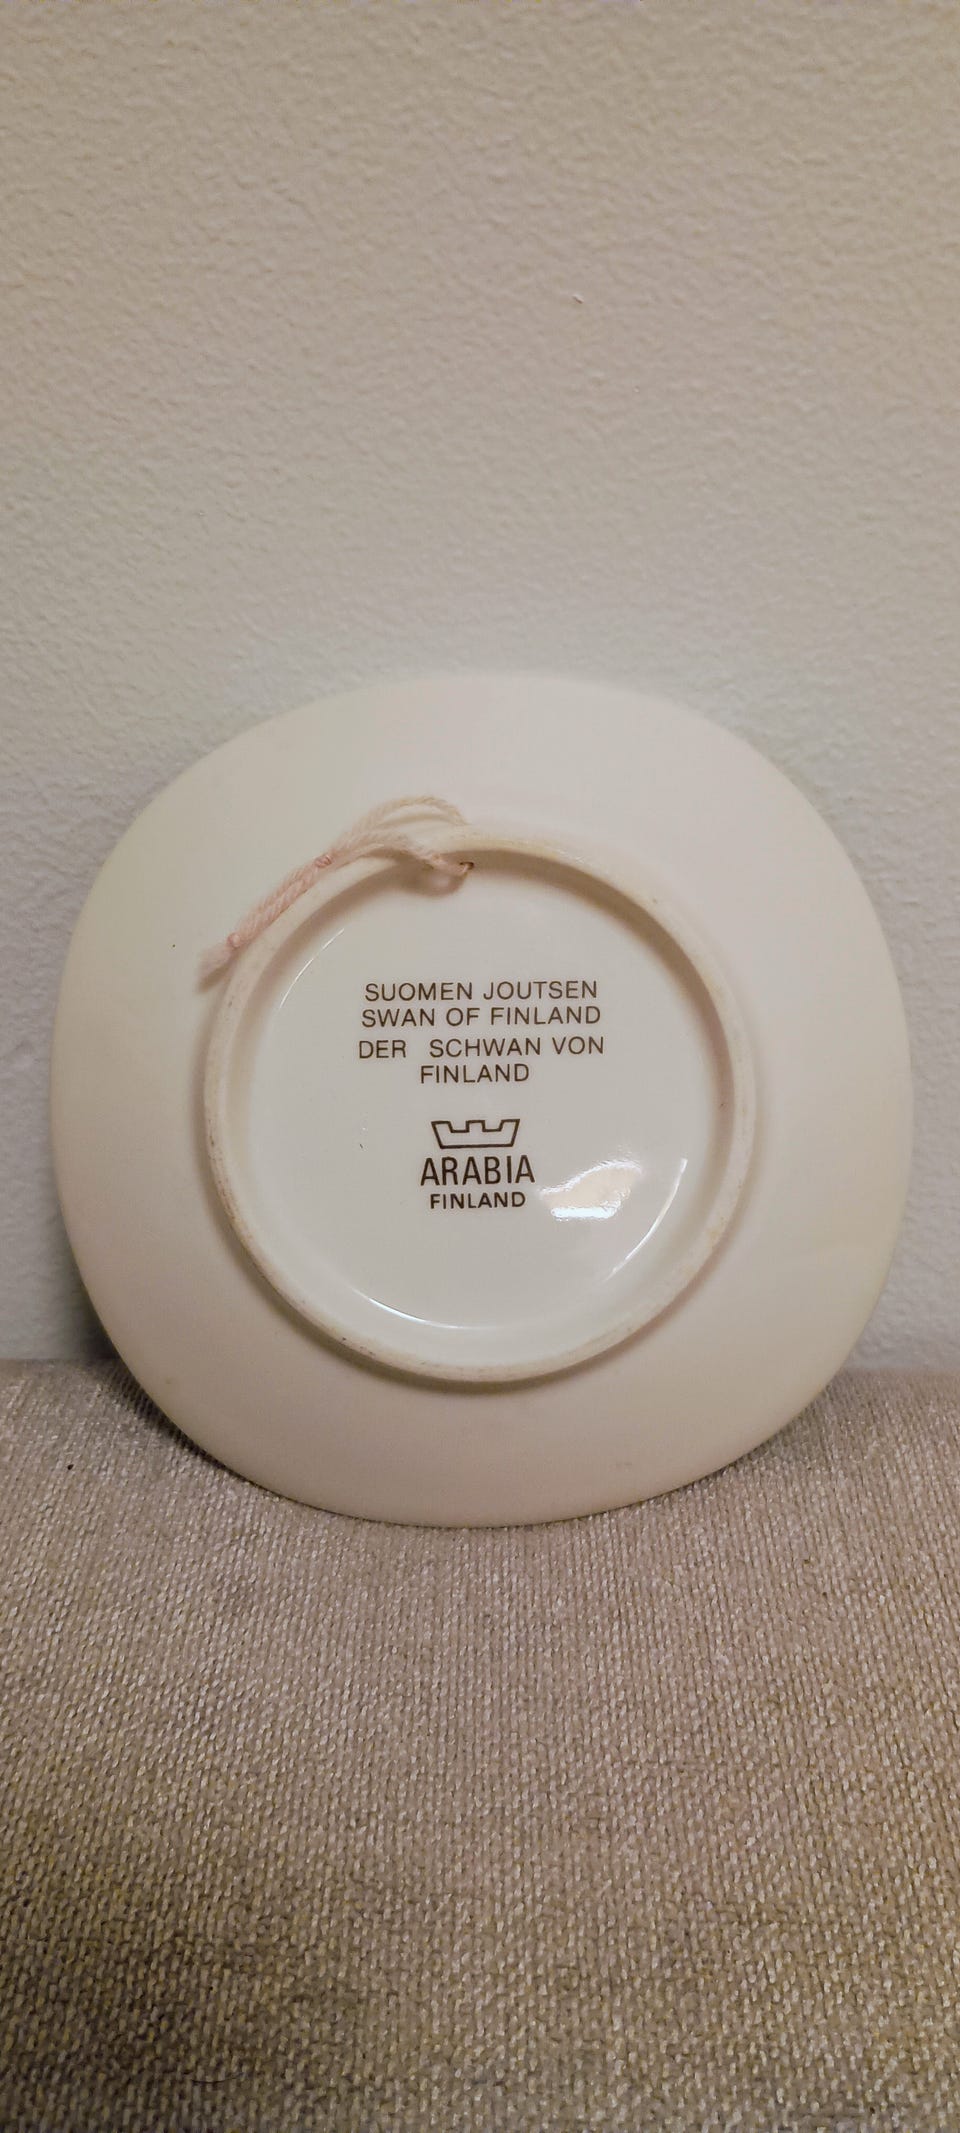 SUOMEN JOUTSEN
SWAN OF FINLAND
DER SCHWAN VON
FINLAND
ARABIA
FINLAND